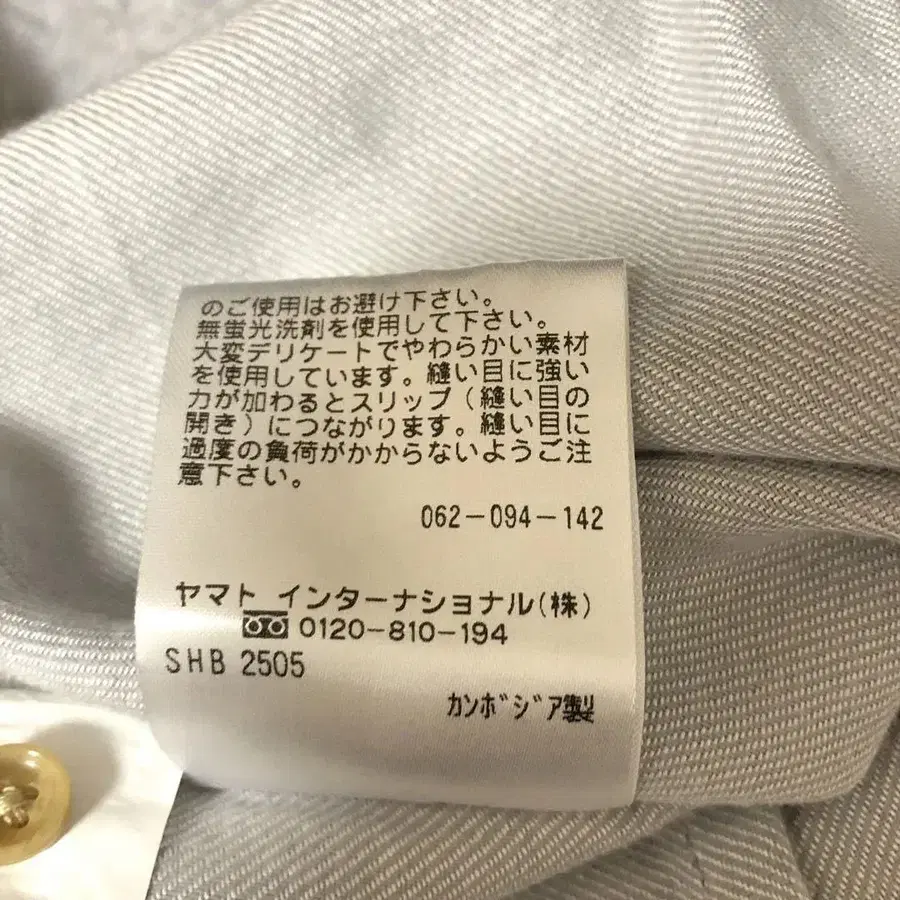 のご使用はお避け下さい。
無蛍光洗剤を使用して下さい。
大変デリケートでやわらかい素材
を使用しています。縫い目に強い
力が加わるとスリップ(縫い目の
開き)につながります。縫い目に
過度の負荷がかからないようご注
意下さい。
062-094-142
ヤマト インターナショナル(株)
0120-810-194
SHB 2505
カンボジア製